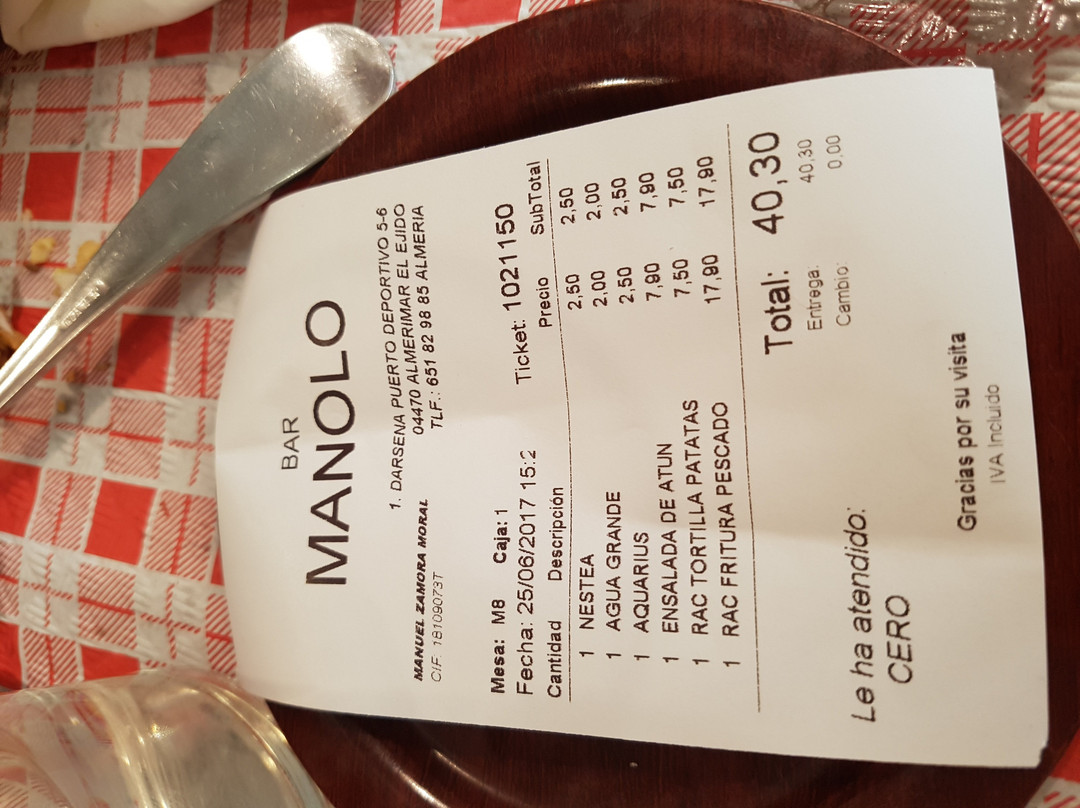 BAR
MANOLO
1. DARSENA PUERTO DEPORTIVO 5-6
04470 ALMERIMAR EL EJIDO
MANUEL ZAMORA MORAL TLF.: 651 82 98 85 ALMERIA
CIF: 18109073T
Mesa: M8 Caja: 1
Fecha: 25/06/2017 15:2 Ticket: 1021150
Cantidad Descripción Precio SubTotal
1 NESTEA 2,50 2,50
1 AGUA GRANDE 2,00 2,00
1 AQUARIUS 2,50 2,50
1 ENSALADA DE ATUN 7,90 7,90
1 RAC TORTILLA PATATAS 7,50 7,50
1 RAC FRITURA PESCADO 17,90 17,90
Total: 40,30
Entrega: 40,30
Cambio: 0,00
Le ha atendido:
CERO
Gracias por su visita
IVA Incluido